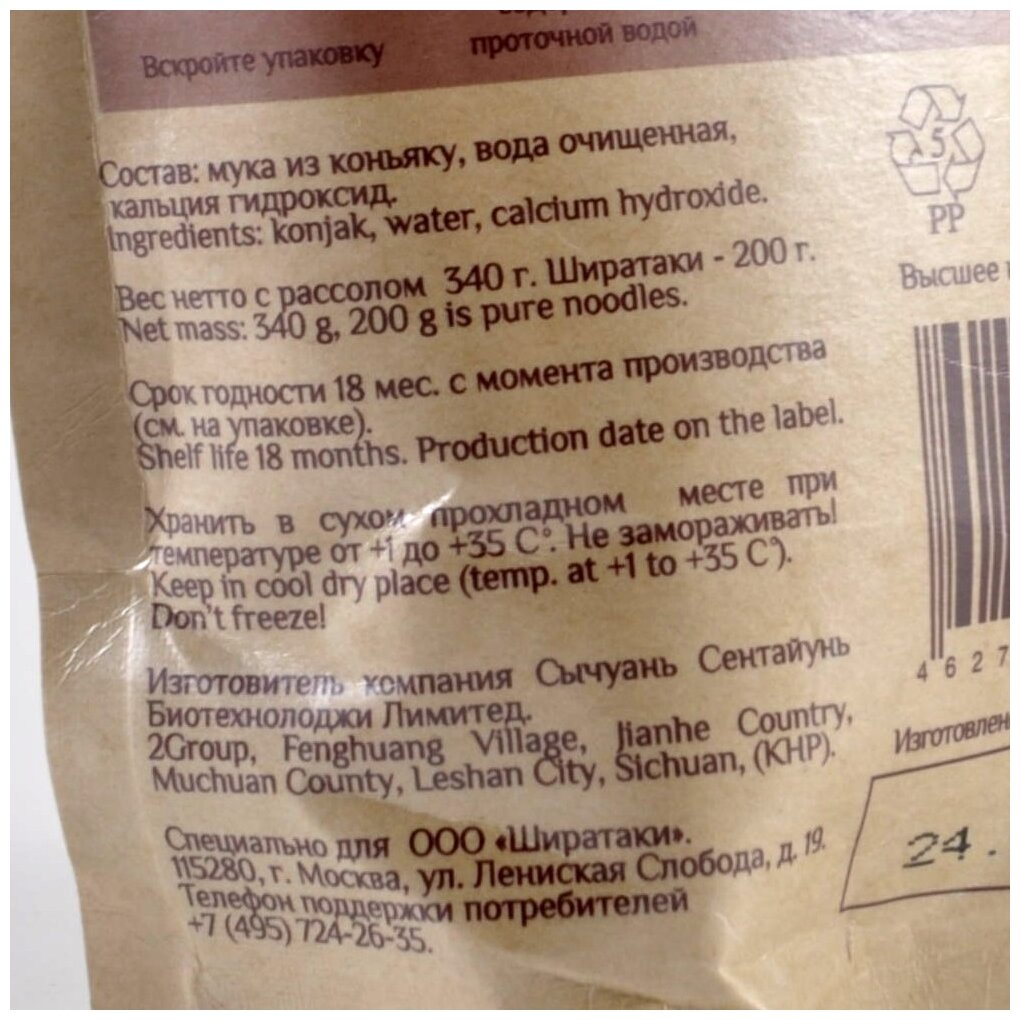 Вскройте упаковку
проточной водой
Состав: мука из коньяку, вода очищенная,
кальция гидроксид.
Ingredients: konjak, water, calcium hydroxide.
Вес нетто с рассолом 340 г. Ширатаки - 200 г.
Net mass: 340 g, 200 g is pure noodles.
Срок годности 18 мес. с момента производства
(см. на упаковке).
Shelf life 18 months. Production date on the label.
Хранить в сухом прохладном месте при
температуре от +1 до +35 C°. Не замораживать!
Keep in cool dry place (temp. at +1 to +35 C°).
Don't freeze!
Изготовитель компания Сычуань Сентайунь
Биотехнолоджи Лимитед.
2Group, Fenghuang Village, Jianhe Country,
Muchuan County, Leshan City, Sichuan, (КНР).
Специально для ООО «Ширатаки».
115280, г. Москва, ул. Лениская Слобода, д. 19.
Телефон поддержки потребителей
+7 (495) 724-26-35.
5
PP
Высшее
4 627
Изготовлен
24.